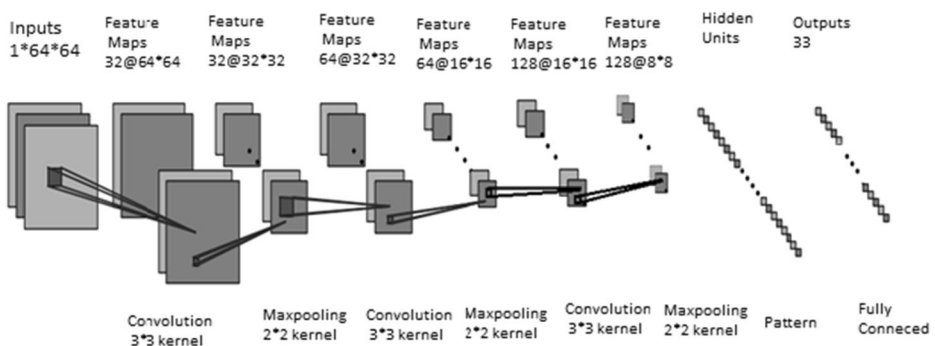 Inputs
1*64*64
Feature
Maps
32@64*64
Feature
Maps
32@32*32
Feature
Maps
64@32*32
Feature
Maps
64@16*16
Feature
Maps
128@16*16
Feature
Maps
128@8*8
Hidden
Units
Outputs
33
Convolution
3*3 kernel
Maxpooling
2*2 kernel
Convolution
3*3 kernel
Maxpooling
2*2 kernel
Convolution
3*3 kernel
Maxpooling
2*2 kernel
Pattern
Fully
Conneced